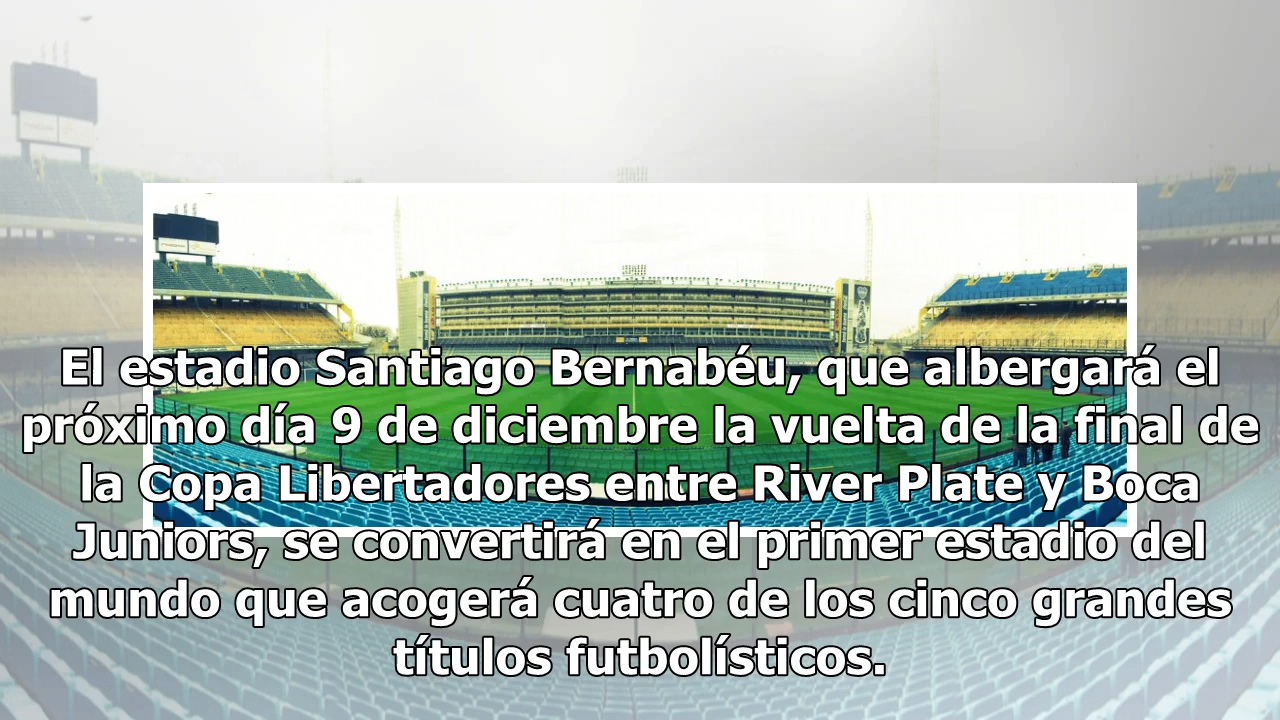 El estadio Santiago Bernabéu, que albergará el
próximo día 9 de diciembre la vuelta de la final de
la Copa Libertadores entre River Plate y Boca
Juniors, se convertirá en el primer estadio del
mundo que acogerá cuatro de los cinco grandes
títulos futbolísticos.